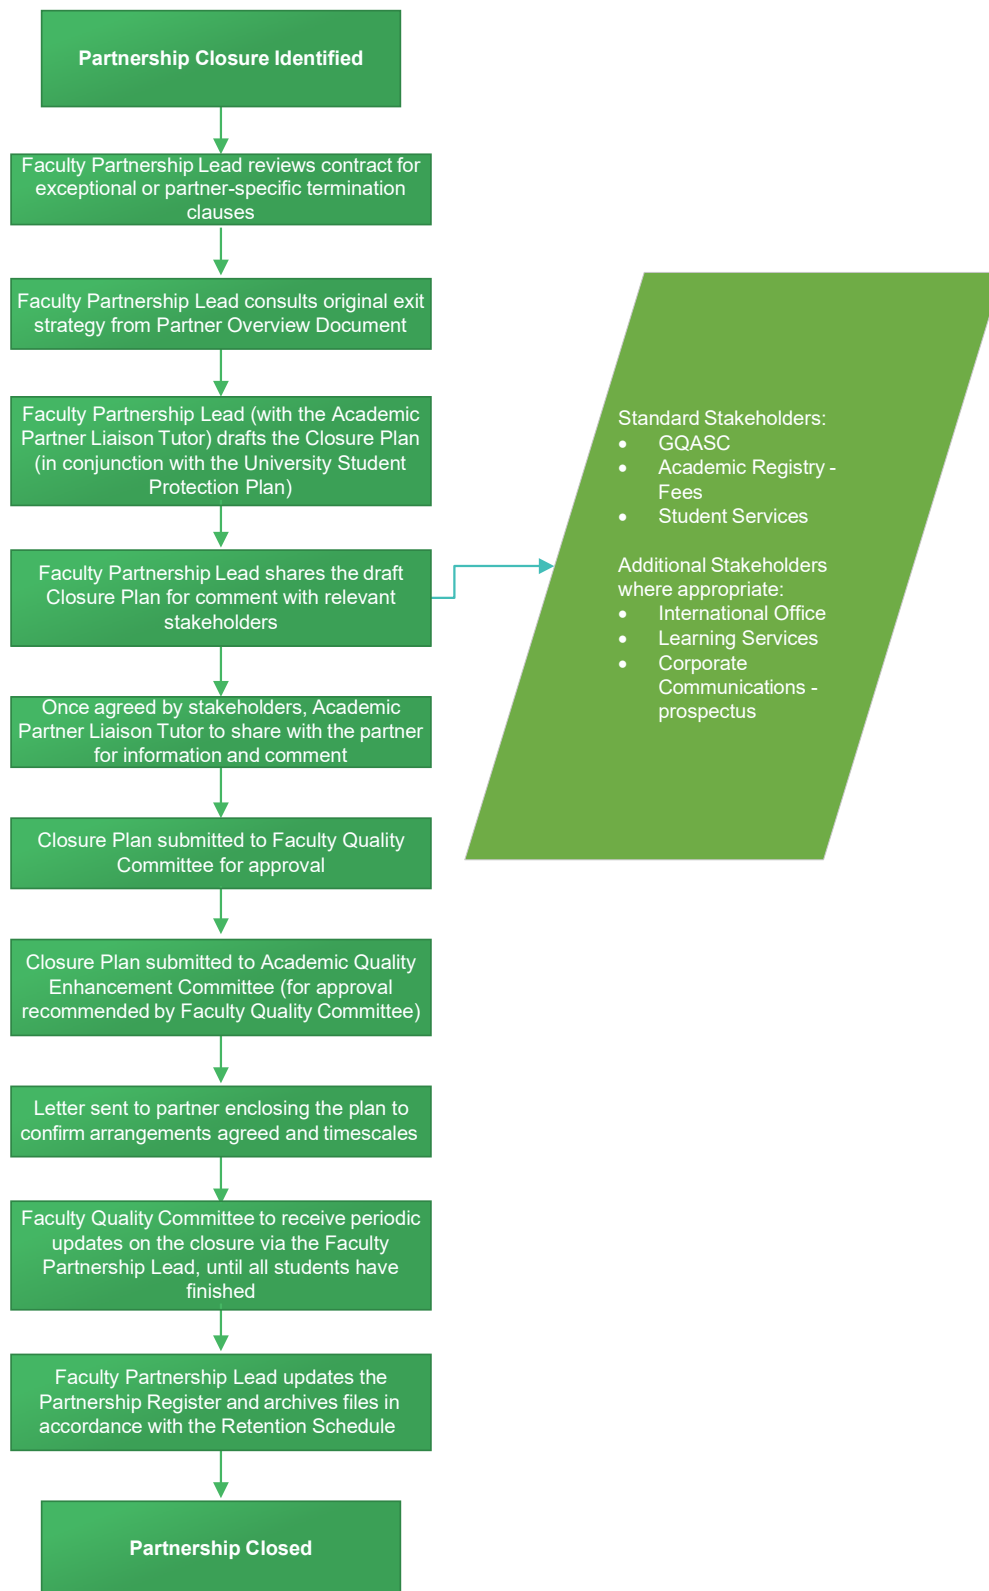 Partnership Closure Identified
Faculty Partnership Lead reviews contract for
exceptional or partner-specific termination
clauses
Faculty Partnership Lead consults original exit
strategy from Partner Overview Document
Faculty Partnership Lead (with the Academic
Partner Liaison Tutor) drafts the Closure Plan
(in conjunction with the University Student
Protection Plan)
Faculty Partnership Lead shares the draft
Closure Plan for comment with relevant
stakeholders
Standard Stakeholders:
• GQASC
• Academic Registry -
Fees
• Student Services
Additional Stakeholders
where appropriate:
• International Office
• Learning Services
• Corporate
Communications -
prospectus
Once agreed by stakeholders, Academic
Partner Liaison Tutor to share with the partner
for information and comment
Closure Plan submitted to Faculty Quality
Committee for approval
Closure Plan submitted to Academic Quality
Enhancement Committee (for approval
recommended by Faculty Quality Committee)
Letter sent to partner enclosing the plan to
confirm arrangements agreed and timescales
Faculty Quality Committee to receive periodic
updates on the closure via the Faculty
Partnership Lead, until all students have
finished
Faculty Partnership Lead updates the
Partnership Register and archives files in
accordance with the Retention Schedule
Partnership Closed